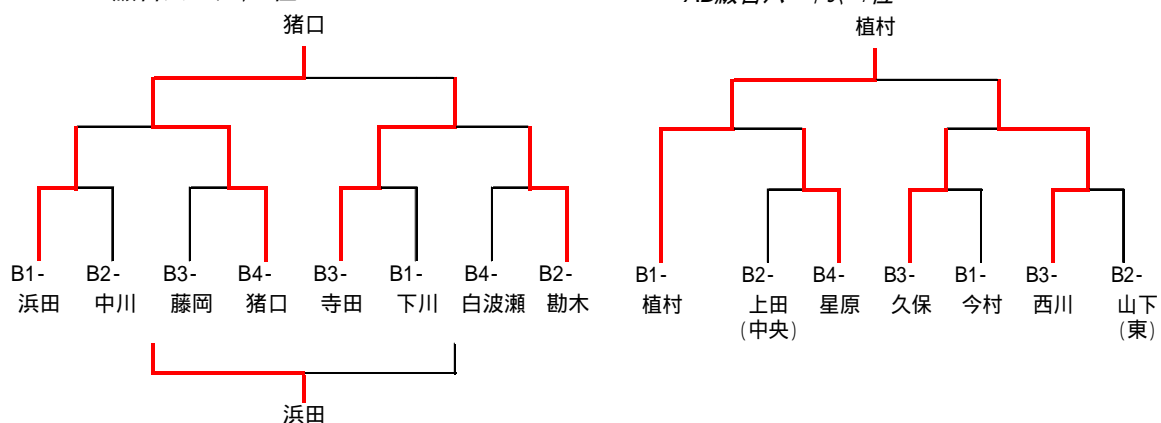 猪口
植村
B1-
浜田
B2-
中川
B3-
藤岡
B4-
猪口
B3-
寺田
B1-
下川
B4-
白波瀬
B2-
勘木
B1-
植村
B2-
上田
(中央)
B4-
星原
B3-
久保
B1-
今村
B3-
西川
B2-
山下
(東)
浜田